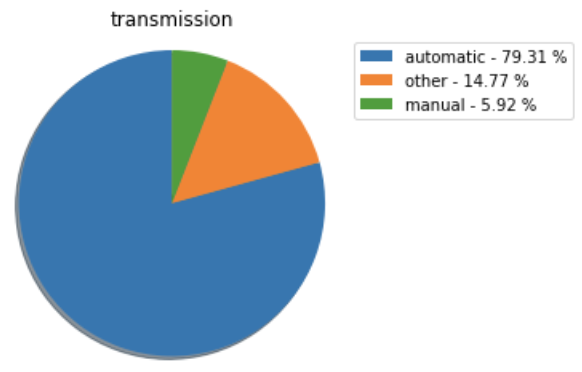 transmission
automatic - 79.31 %
other - 14.77 %
manual - 5.92 %